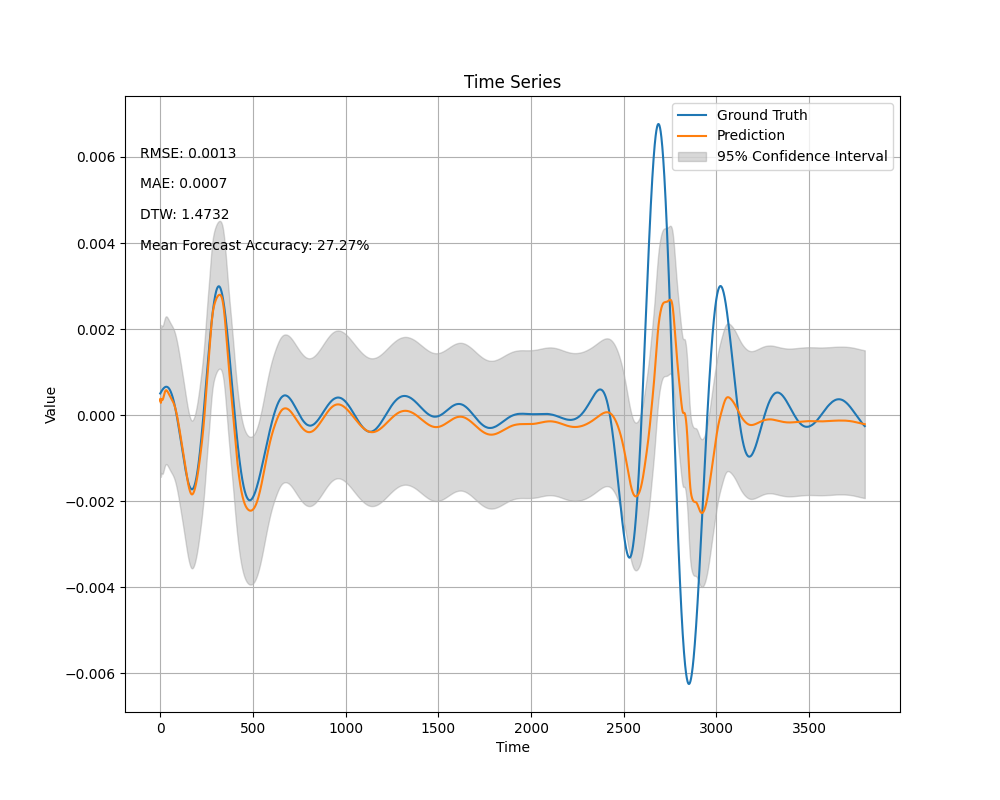 Time Series
Ground Truth
Prediction
95% Confidence Interval
RMSE: 0.0013
MAE: 0.0007
DTW: 1.4732
Mean Forecast Accuracy: 27.27%
Value
0.006
0.004
0.002
0.000
−0.002
−0.004
−0.006
0 500 1000 1500 2000 2500 3000 3500
Time